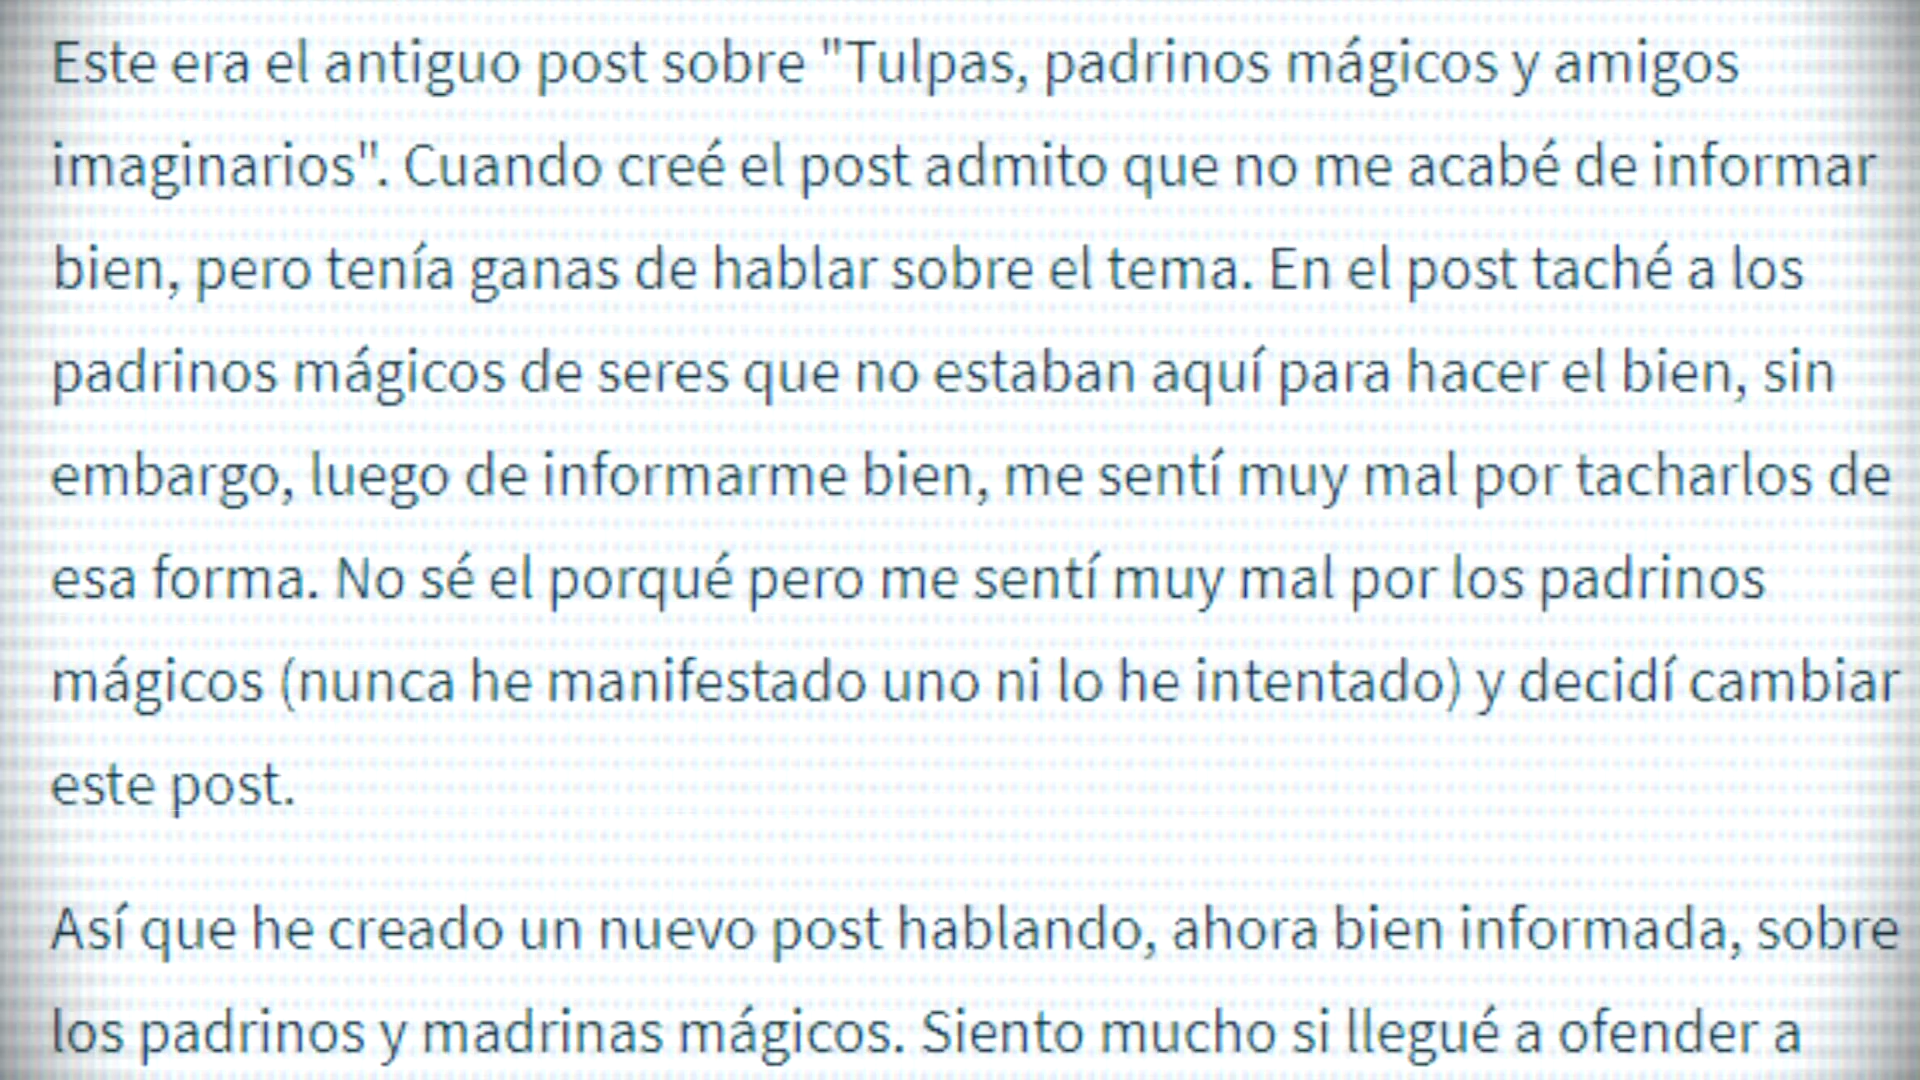 Este era el antiguo post sobre "Tulpas, padrinos mágicos y amigos
imaginarios". Cuando creé el post admito que no me acabé de informar
bien, pero tenía ganas de hablar sobre el tema. En el post taché a los
padrinos mágicos de seres que no estaban aquí para hacer el bien, sin
embargo, luego de informarme bien, me sentí muy mal por tacharlos de
esa forma. No sé el porqué pero me sentí muy mal por los padrinos
mágicos (nunca he manifestado uno ni lo he intentado) y decidí cambiar
este post.
Así que he creado un nuevo post hablando, ahora bien informada, sobre
los padrinos y madrinas mágicos. Siento mucho si llegué a ofender a